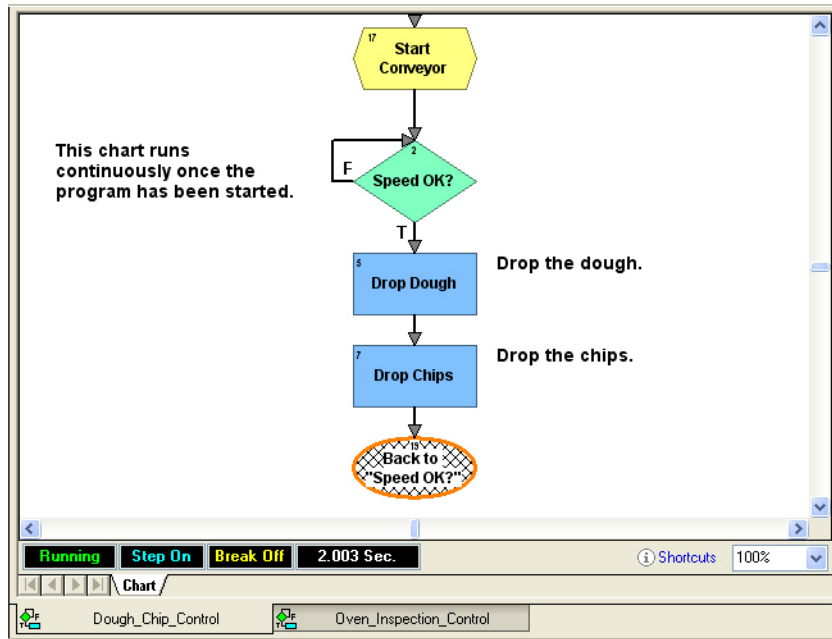 17
Start
Conveyor
This chart runs
continuously once the
program has been started.
F
2
Speed OK?
T
5
Drop Dough
Drop the dough.
7
Drop Chips
Drop the chips.
19
Back to
"Speed OK?"
Running Step On Break Off 2.003 Sec. i Shortcuts 100%
Chart
T F Dough_Chip_Control T F Oven_Inspection_Control